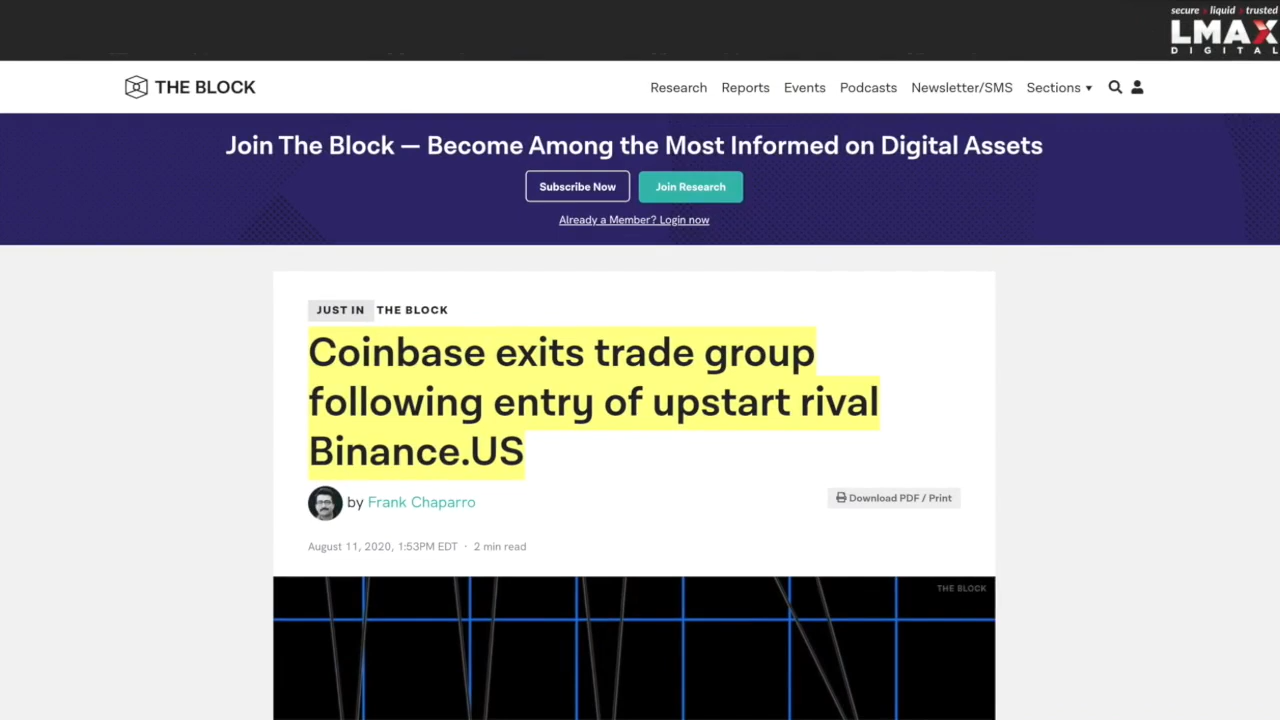 secure liquid trusted
LMAX
DIGITAL
THE BLOCK
Research Reports Events Podcasts Newsletter/SMS Sections
Join The Block — Become Among the Most Informed on Digital Assets
Subscribe Now Join Research
Already a Member? Login now
JUST IN THE BLOCK
Coinbase exits trade group
following entry of upstart rival
Binance.US
by Frank Chaparro
Download PDF / Print
August 11, 2020, 1:53PM EDT · 2 min read
THE BLOCK